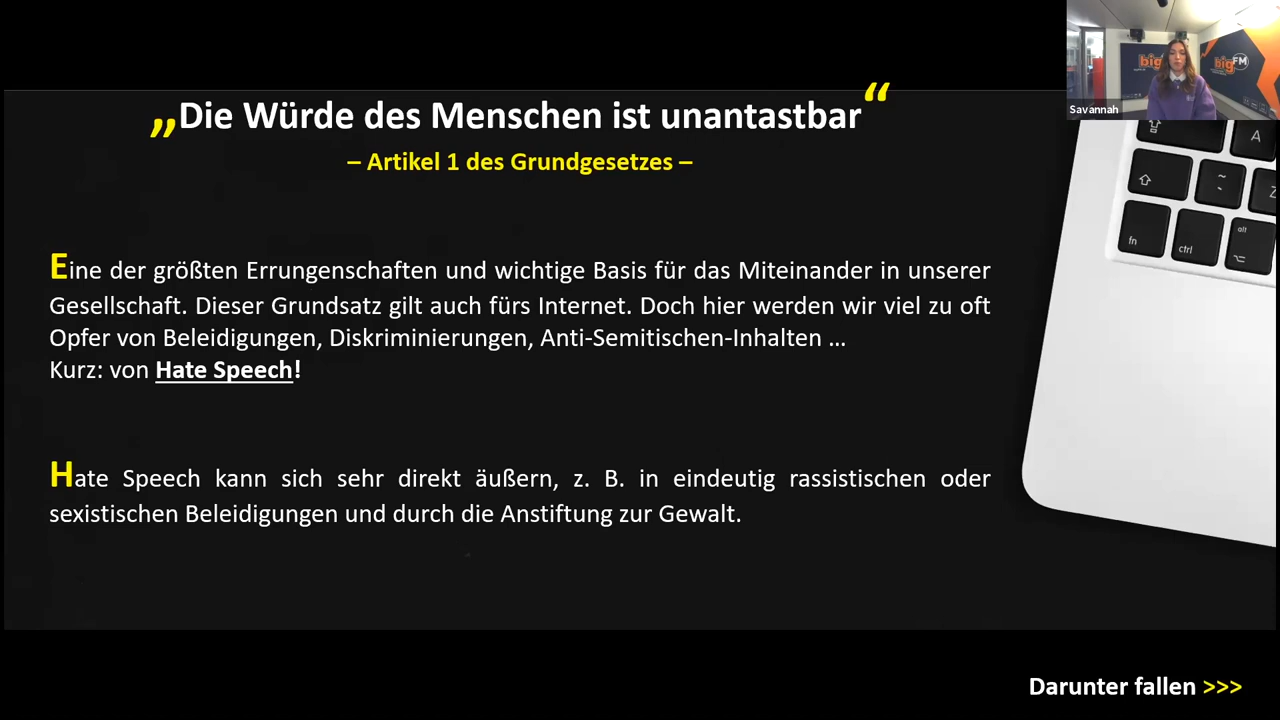 „Die Würde des Menschen ist unantastbar“
– Artikel 1 des Grundgesetzes –
Eine der größten Errungenschaften und wichtige Basis für das Miteinander in unserer
Gesellschaft. Dieser Grundsatz gilt auch fürs Internet. Doch hier werden wir viel zu oft
Opfer von Beleidigungen, Diskriminierungen, Anti-Semitischen-Inhalten ...
Kurz: von Hate Speech!
Hate Speech kann sich sehr direkt äußern, z. B. in eindeutig rassistischen oder
sexistischen Beleidigungen und durch die Anstiftung zur Gewalt.
Darunter fallen >>>
big
bigFM
Savannah
A
~
Z
fn
ctrl
alt